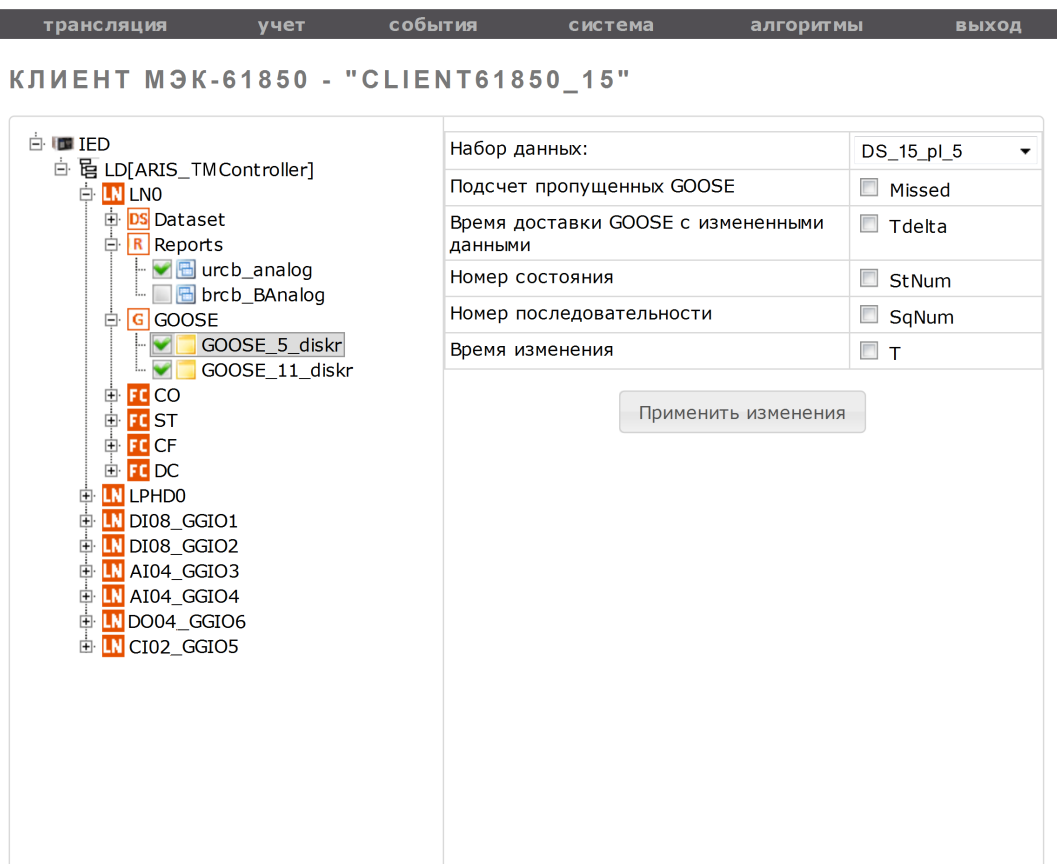 трансляция учет события система алгоритмы выход
КЛИЕНТ МЭК-61850 - "CLIENT61850_15"
IED
LD[ARIS_TMController]
LN LN0
DS Dataset
R Reports
urcb_analog
brcb_BAnalog
G GOOSE
GOOSE_5_diskr
GOOSE_11_diskr
FC CO
FC ST
FC CF
FC DC
LN LPHD0
LN DI08_GGIO1
LN DI08_GGIO2
LN AI04_GGIO3
LN AI04_GGIO4
LN DO04_GGIO6
LN CI02_GGIO5
Набор данных: DS_15_pl_5
Подсчет пропущенных GOOSE Missed
Время доставки GOOSE с измененными
данными Tdelta
Номер состояния StNum
Номер последовательности SqNum
Время изменения T
Применить изменения